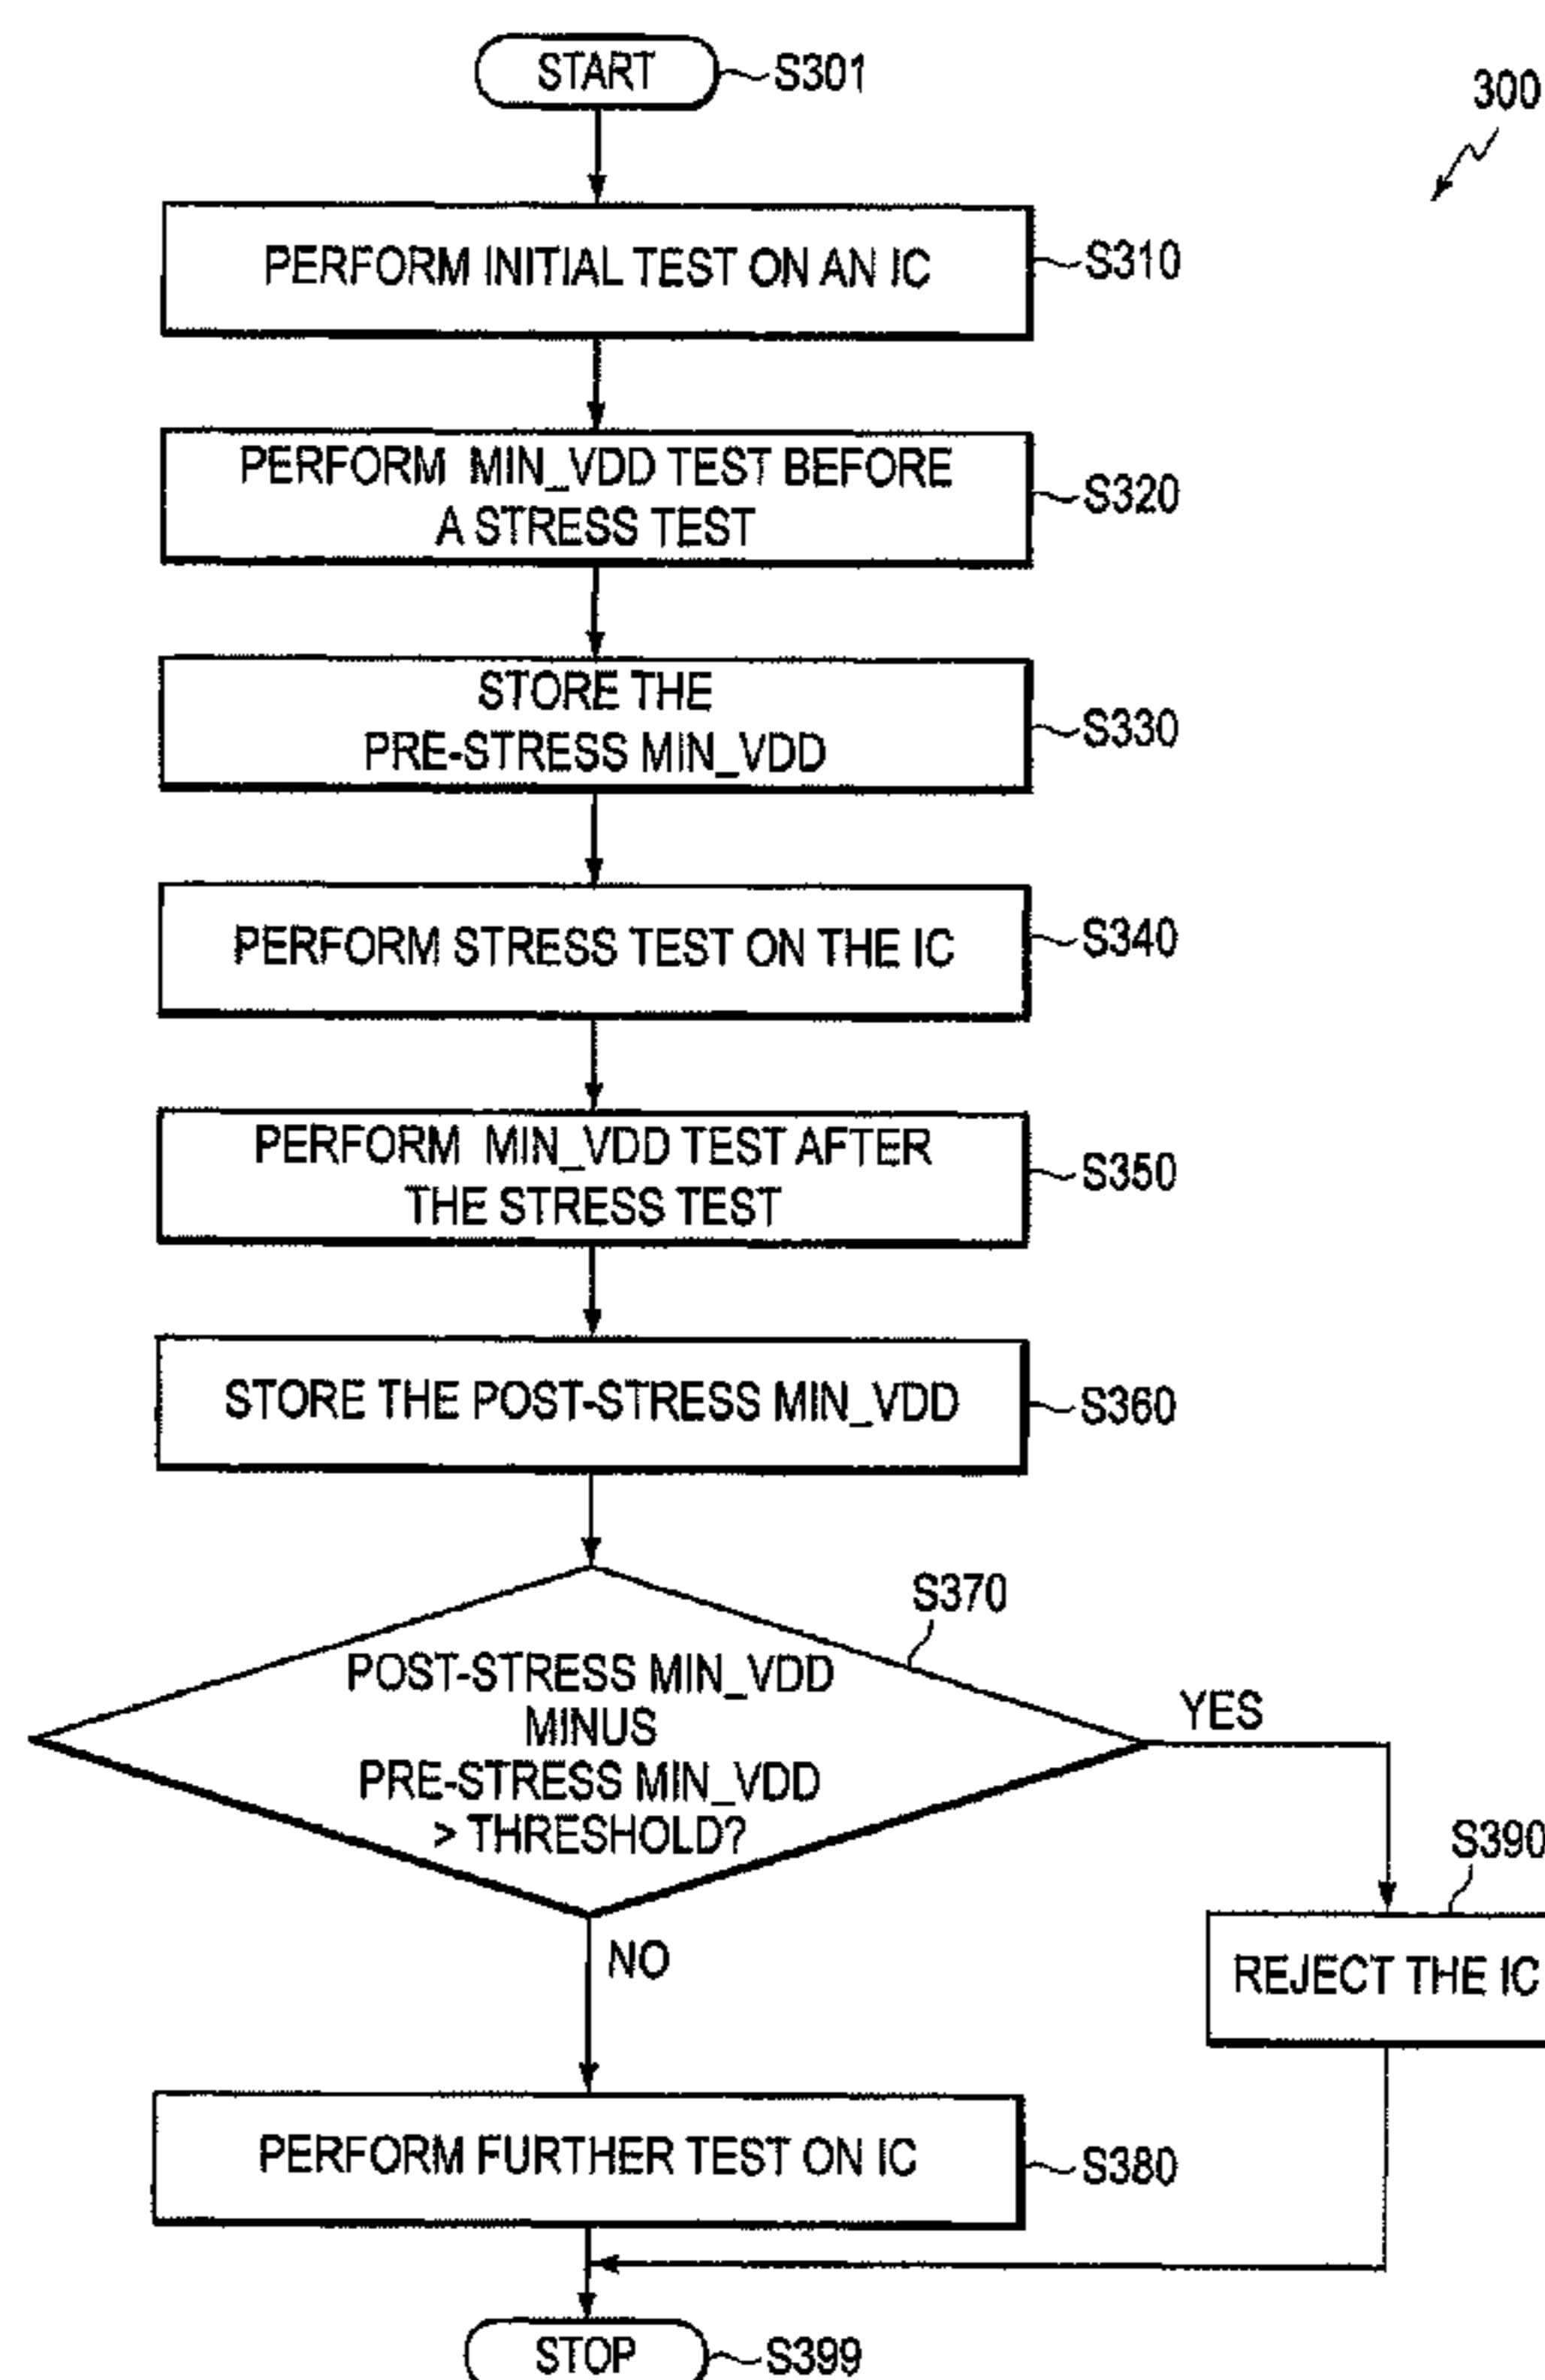 START
S301
300
PERFORM INITIAL TEST ON AN IC
S310
PERFORM MIN_VDD TEST BEFORE
A STRESS TEST
S320
STORE THE
PRE-STRESS MIN_VDD
S330
PERFORM STRESS TEST ON THE IC
S340
PERFORM MIN_VDD TEST AFTER
THE STRESS TEST
S350
STORE THE POST-STRESS MIN_VDD
S360
S370
POST-STRESS MIN_VDD
MINUS
PRE-STRESS MIN_VDD
> THRESHOLD?
YES
NO
S390
REJECT THE IC
PERFORM FURTHER TEST ON IC
S380
STOP
S399